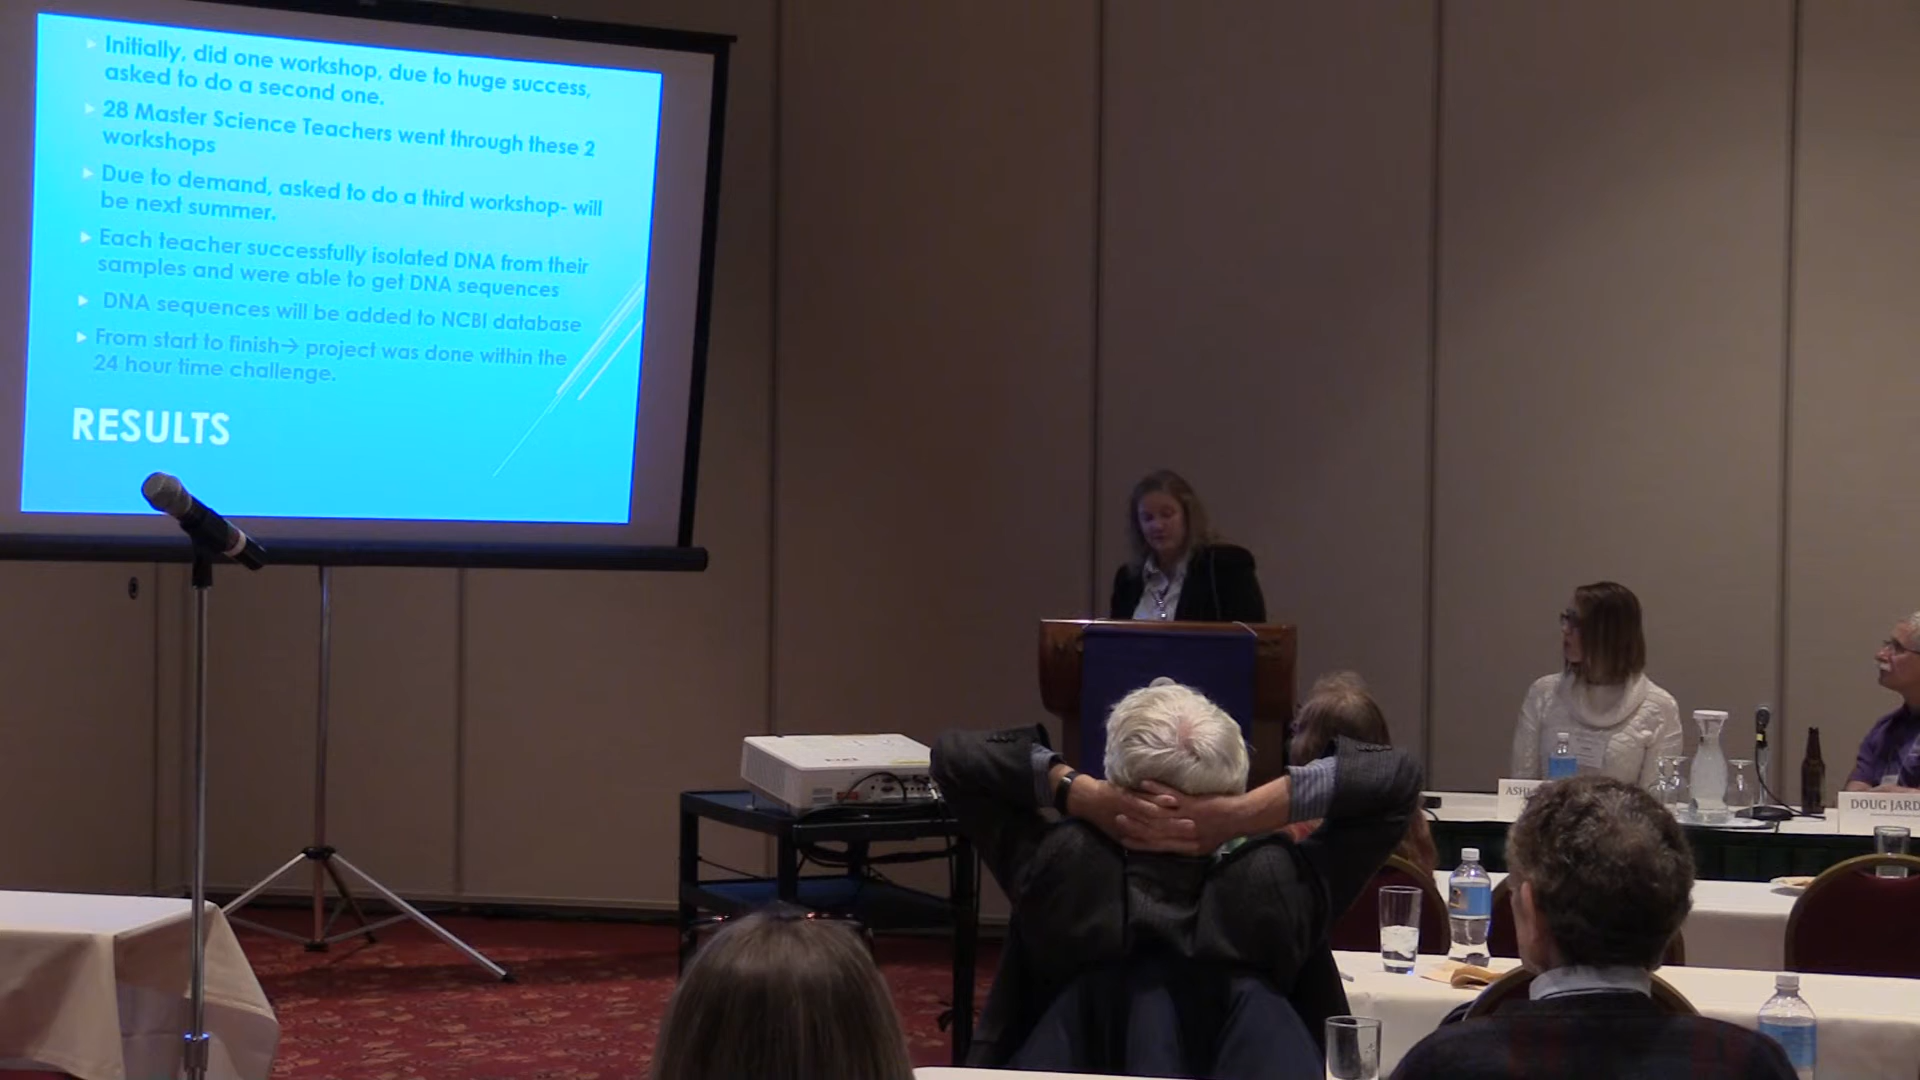 Initially, did one workshop, due to huge success,
asked to do a second one.
28 Master Science Teachers went through these 2
workshops
Due to demand, asked to do a third workshop- will
be next summer.
Each teacher successfully isolated DNA from their
samples and were able to get DNA sequences
DNA sequences will be added to NCBI database
From start to finish→ project was done within the
24 hour time challenge.
RESULTS
DOUG JARD